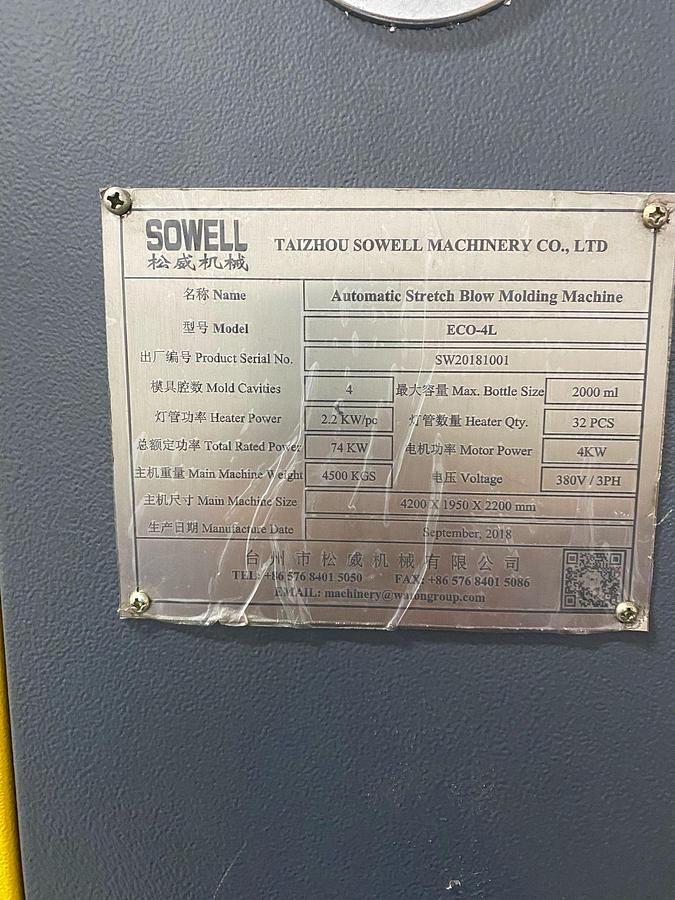 SOWELL
松威机械
TAIZHOU SOWELL MACHINERY CO., LTD
名称 Name Automatic Stretch Blow Molding Machine
型号 Model ECO-4L
出厂编号 Product Serial No. SW20181001
模具腔数 Mold Cavities 4 最大容量 Max. Bottle Size 2000 ml
灯管功率 Heater Power 2.2 KW/pc 灯管数量 Heater Qty. 32 PCS
总额定功率 Total Rated Power 74 KW 电机功率 Motor Power 4KW
主机重量 Main Machine Weight 4500 KGS 电压 Voltage 380V / 3PH
主机尺寸 Main Machine Size 4200 X 1950 X 2200 mm
生产日期 Manufacture Date September, 2018
台州市松威机械有限公司
TEL: +86 576 8401 5050 FAX: +86 576 8401 5086
EMAIL: machinery@watongroup.com